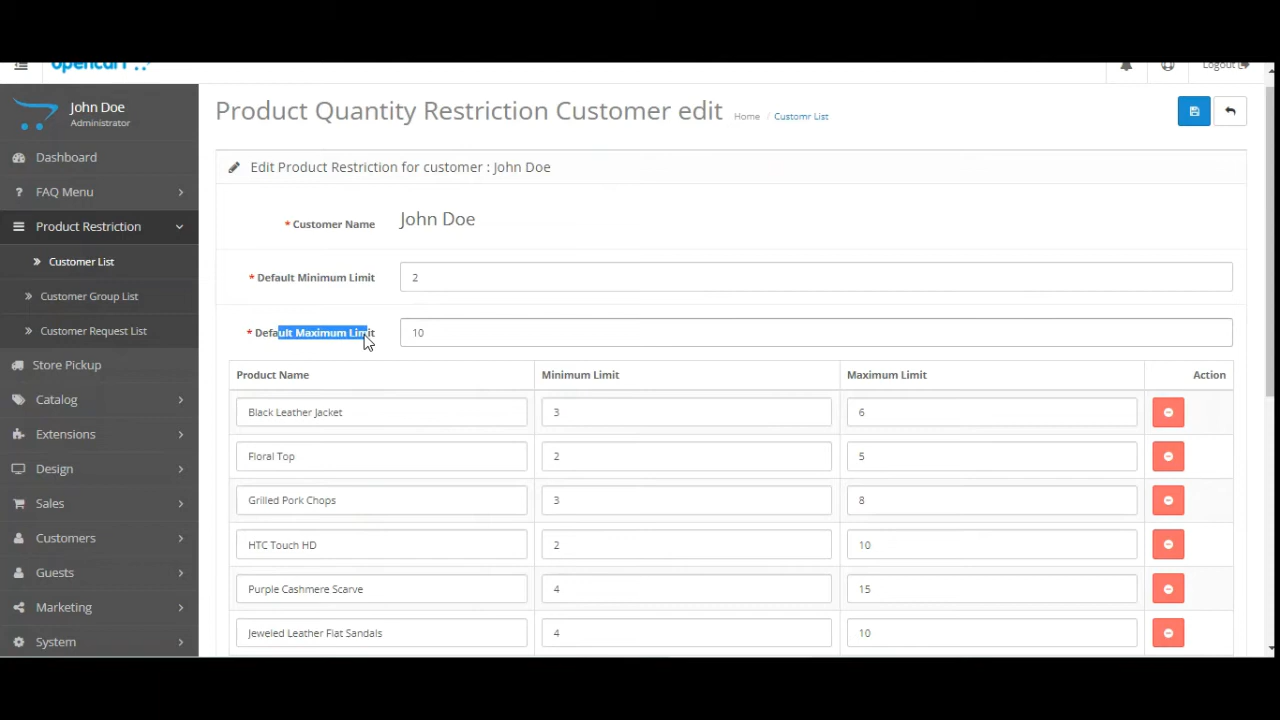 opencart
Logout
John Doe
Administrator
Dashboard
FAQ Menu
Product Restriction
Customer List
Customer Group List
Customer Request List
Store Pickup
Catalog
Extensions
Design
Sales
Customers
Guests
Marketing
System
Product Quantity Restriction Customer edit
Home / Customr List
Edit Product Restriction for customer : John Doe
* Customer Name John Doe
* Default Minimum Limit 2
* Default Maximum Limit 10
Product Name Minimum Limit Maximum Limit Action
Black Leather Jacket 3 6
Floral Top 2 5
Grilled Pork Chops 3 8
HTC Touch HD 2 10
Purple Cashmere Scarve 4 15
Jeweled Leather Flat Sandals 4 10